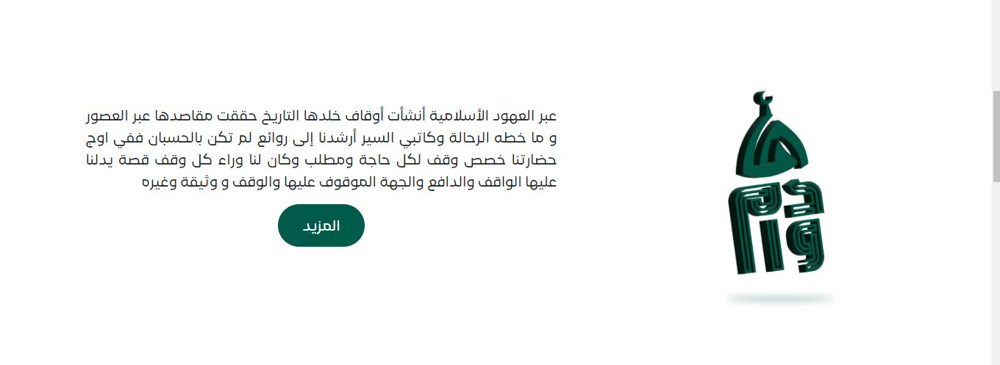 عبر العهود الأسلامية أنشأت أوقاف خلدها التاريخ حققت مقاصدها عبر العصور
و ما خطه الرحالة وكاتبي السير أرشدنا إلى روائع لم تكن بالحسبان ففي اوج
حضارتنا خصص وقف لكل حاجة ومطلب وكان لنا وراء كل وقف قصة يدلنا
عليها الواقف والدافع والجهة الموقوف عليها والوقف و وثيقة وغيره
المزيد